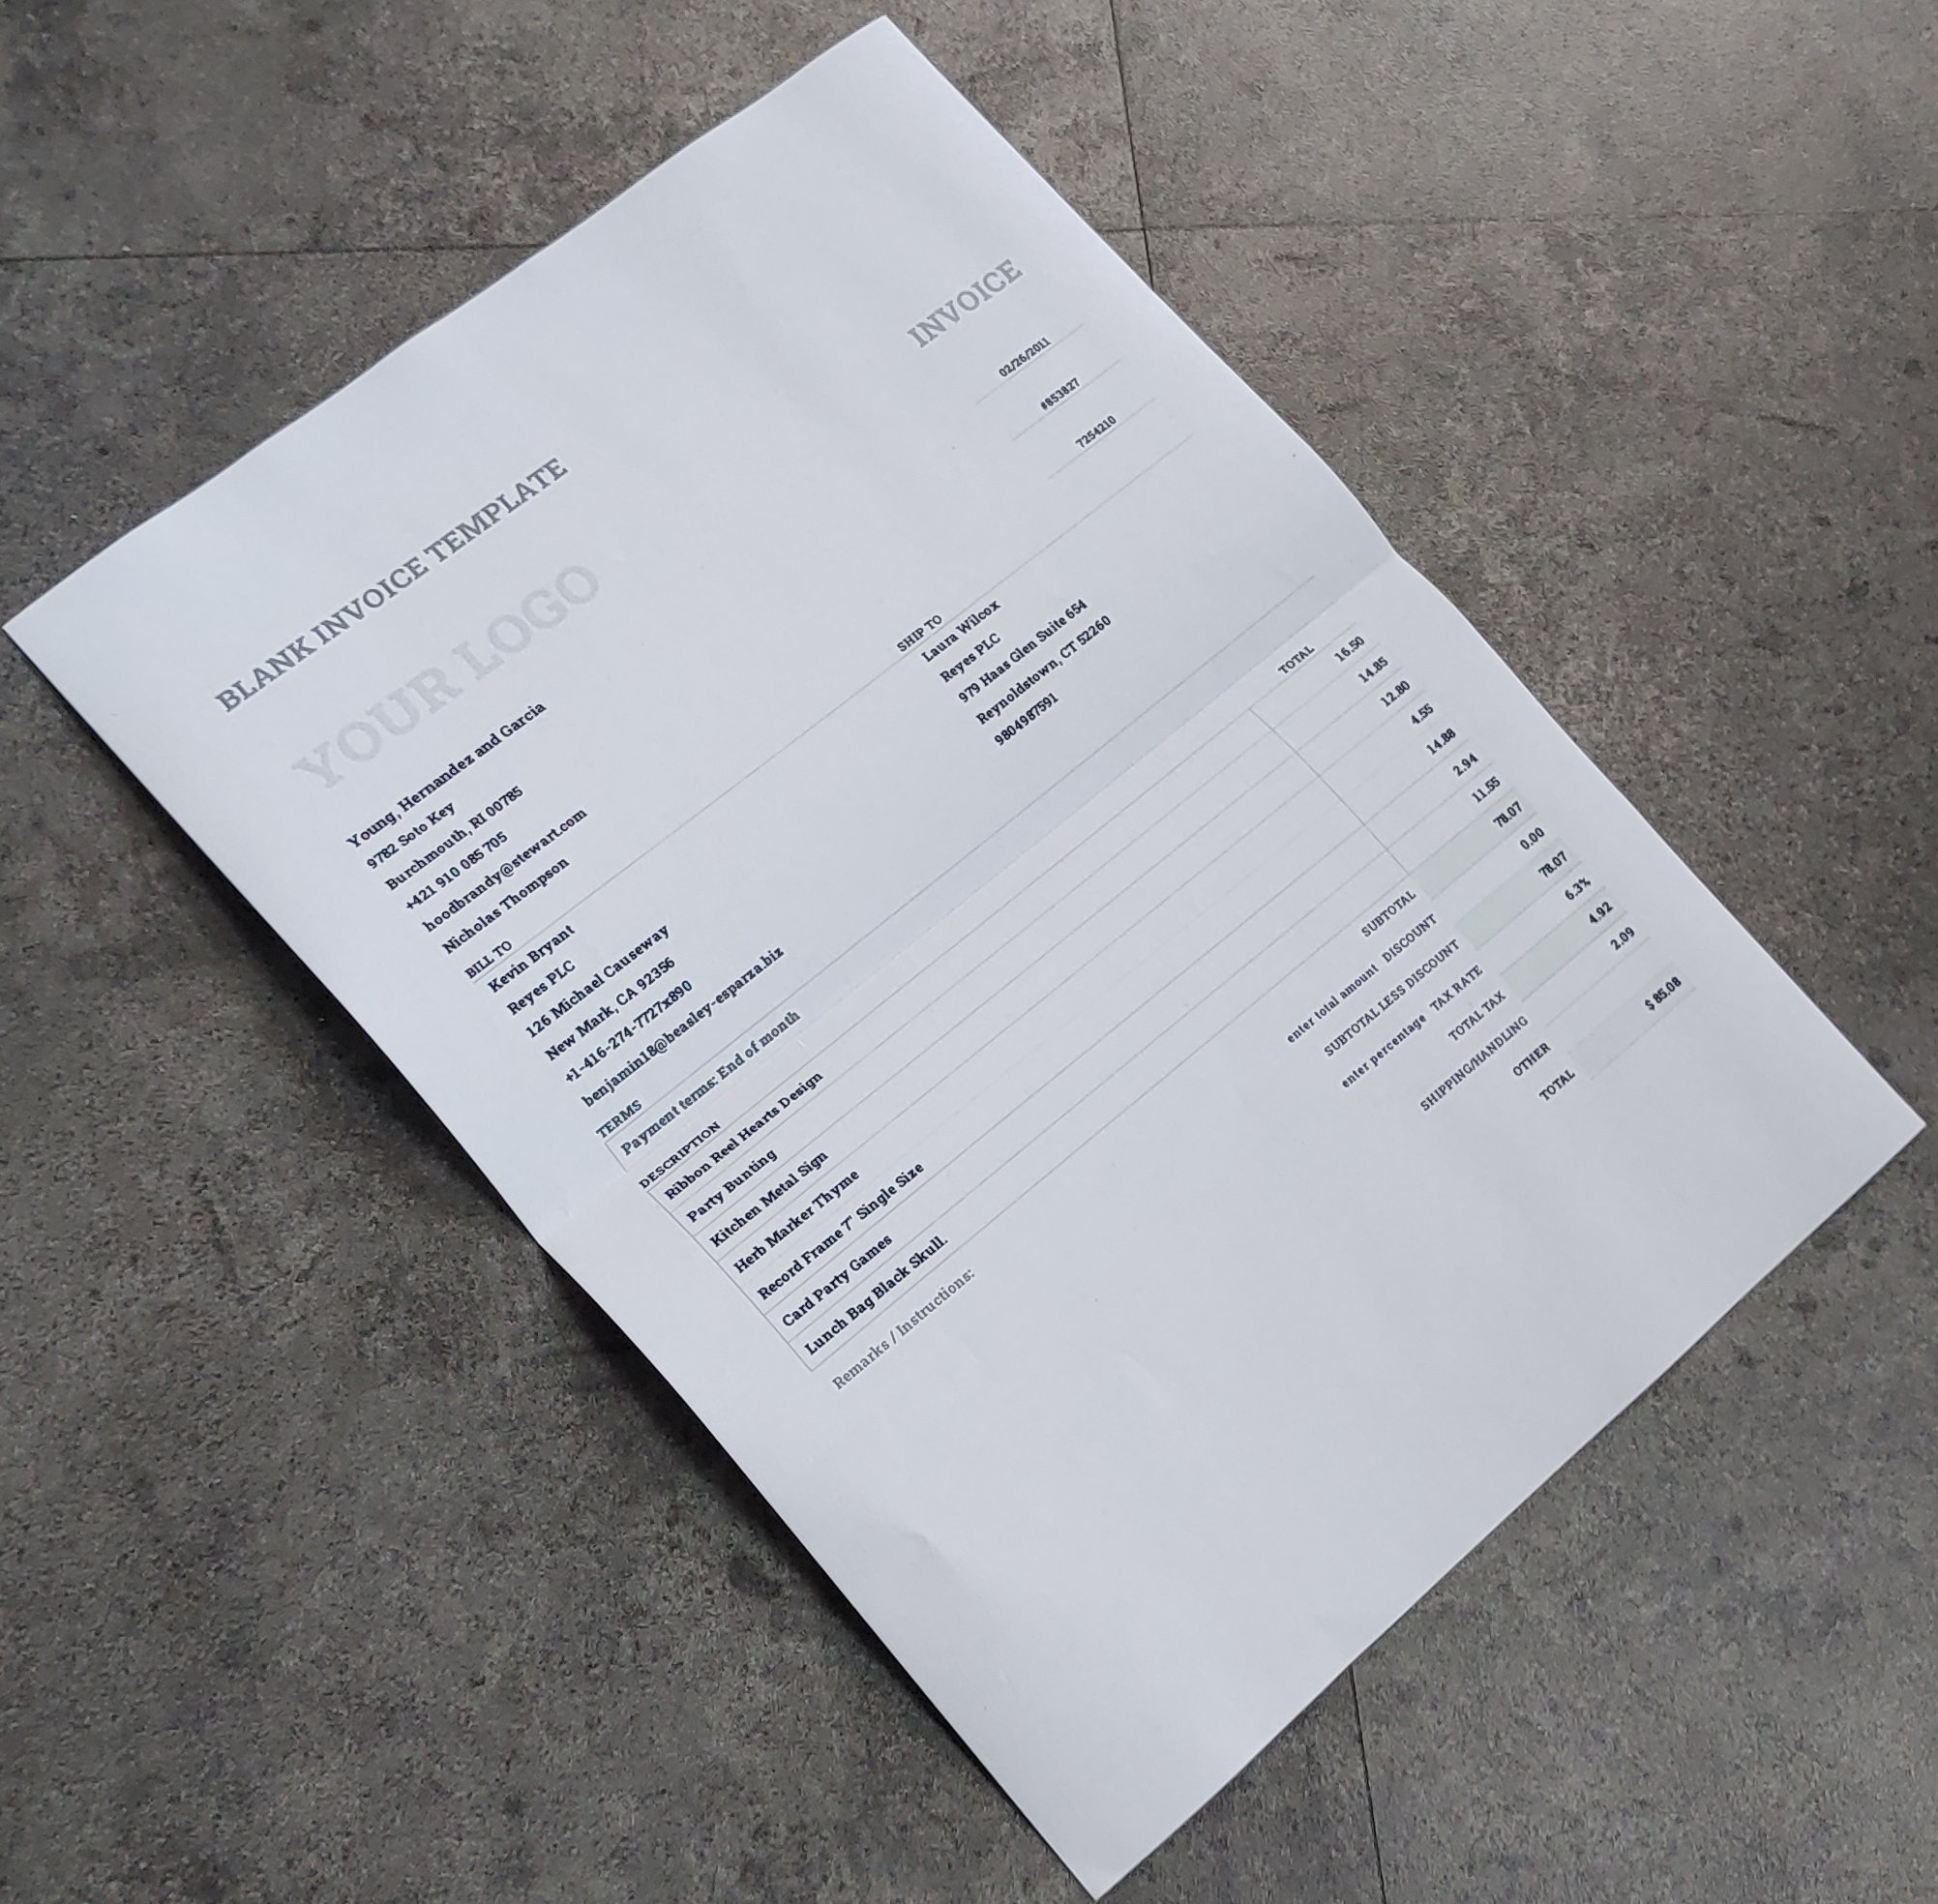 BLANK INVOICE TEMPLATE
INVOICE
YOUR LOGO
02/26/2011
#853827
7254210
Young, Hernandez and Garcia
9782 Soto Key
Burchmouth, RI 00785
+421 910 085 705
hoodbrandy@stewart.com
Nicholas Thompson
BILL TO
Kevin Bryant
Reyes PLC
126 Michael Causeway
New Mark, CA 92356
+1-416-274-7727x890
benjamin18@beasley-esparza.biz
SHIP TO
Laura Wilcox
Reyes PLC
979 Haas Glen Suite 654
Reynoldstown, CT 52260
9804987591
TERMS
Payment terms: End of month
DESCRIPTION TOTAL
Ribbon Reel Hearts Design 16.50
Party Bunting 14.85
Kitchen Metal Sign 12.80
Herb Marker Thyme 4.55
Record Frame 7" Single Size 14.88
Card Party Games 2.94
Lunch Bag Black Skull. 11.55
Remarks / Instructions:
SUBTOTAL 78.07
enter total amount DISCOUNT 0.00
SUBTOTAL LESS DISCOUNT 78.07
enter percentage TAX RATE 6.3%
TOTAL TAX 4.92
SHIPPING/HANDLING 2.09
OTHER
TOTAL $ 85.08